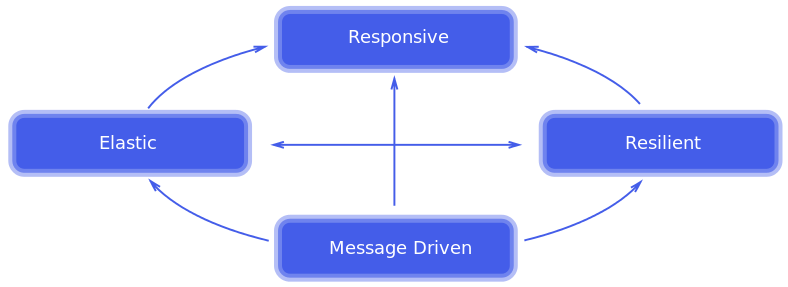 Responsive
Elastic
Resilient
Message Driven